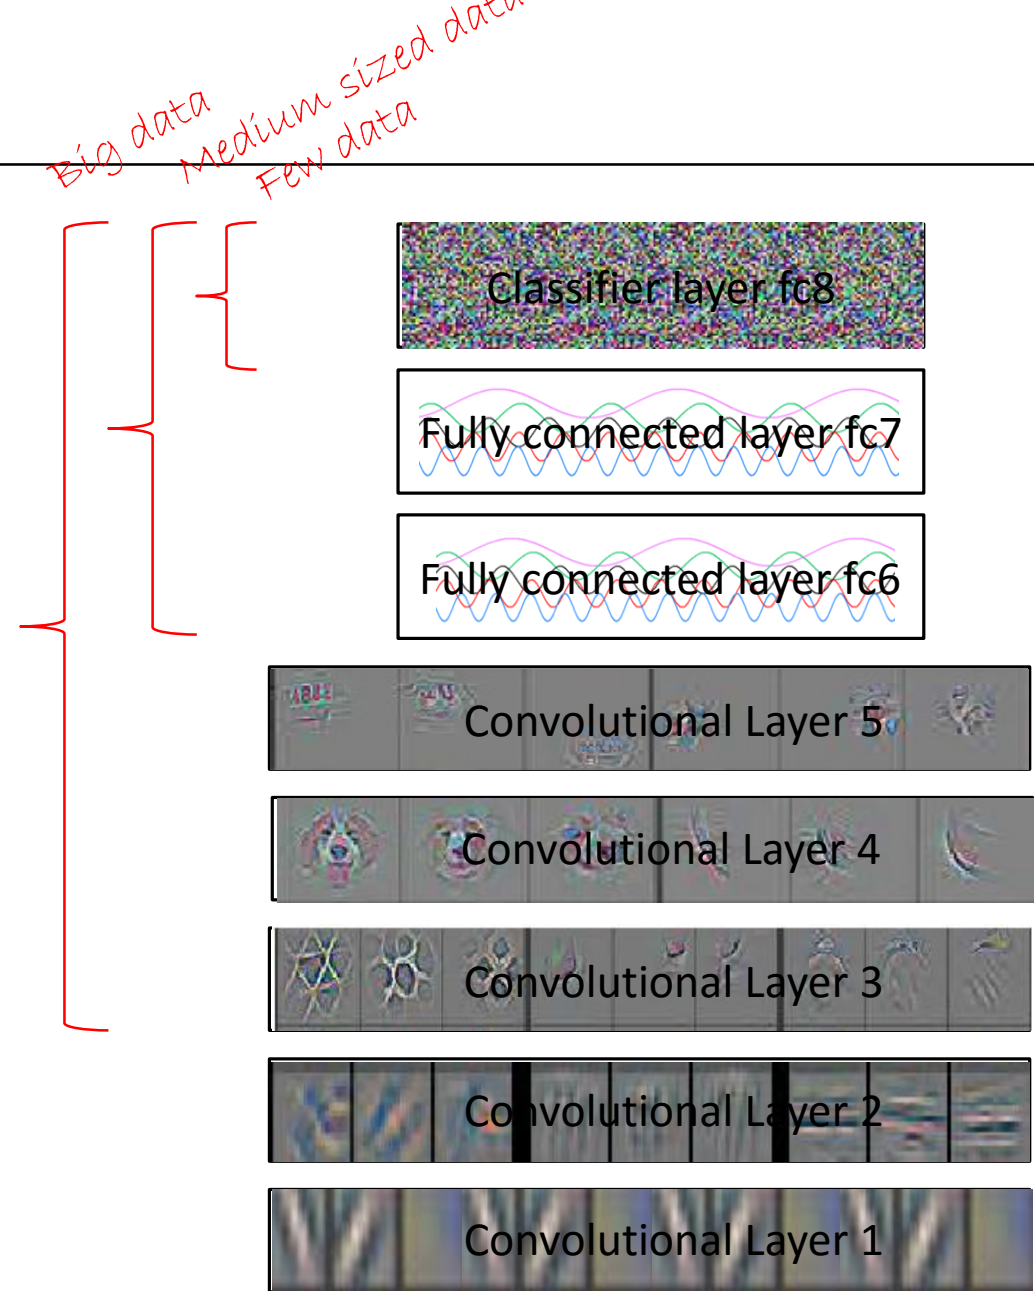 Big data
Medium sized data
Few data
Classifier layer fc8
Fully connected layer fc7
Fully connected layer fc6
Convolutional Layer 5
Convolutional Layer 4
Convolutional Layer 3
Convolutional Layer 2
Convolutional Layer 1